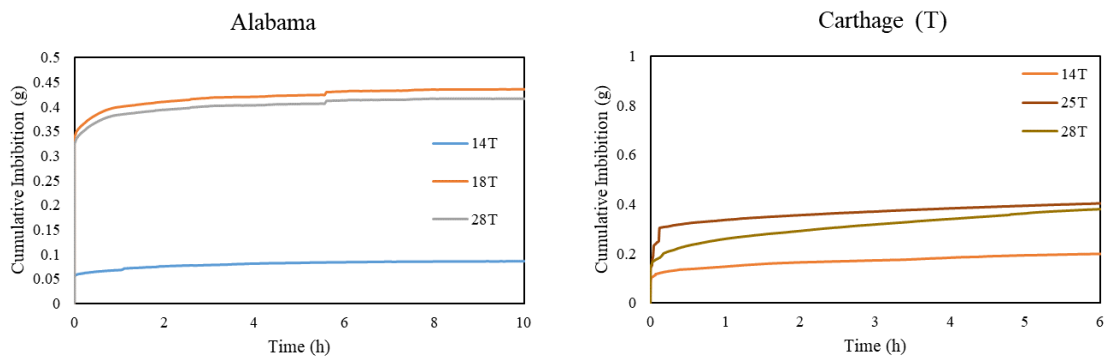 Alabama
Cumulative Imbibition (g)
0.5
0.45
0.4
0.35
0.3
0.25
0.2
0.15
0.1
0.05
0
14T
18T
28T
0 2 4 6 8 10
Time (h)
Carthage (T)
Cumulative Imbibition (g)
1
0.8
0.6
0.4
0.2
0
14T
25T
28T
0 1 2 3 4 5 6
Time (h)